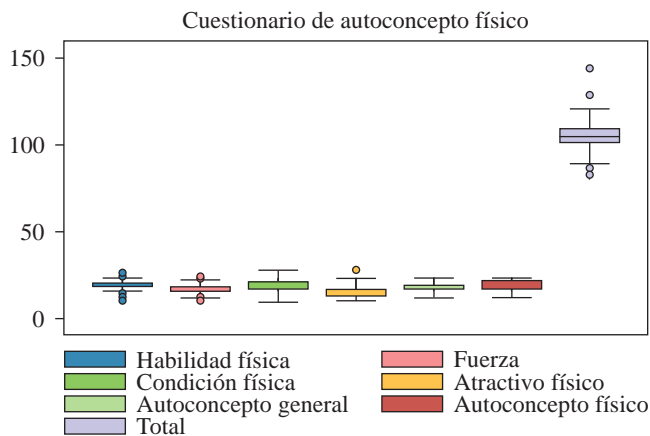 Cuestionario de autoconcepto físico
150
100
50
0
Habilidad física
Fuerza
Condición física
Atractivo físico
Autoconcepto general
Autoconcepto físico
Total